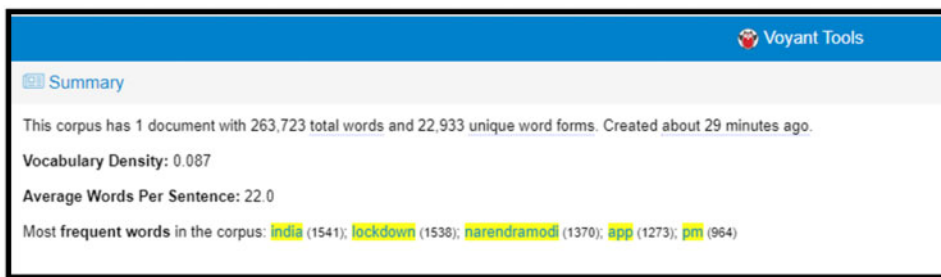 Voyant Tools
Summary
This corpus has 1 document with 263,723 total words and 22,933 unique word forms. Created about 29 minutes ago.
Vocabulary Density: 0.087
Average Words Per Sentence: 22.0
Most frequent words in the corpus: india (1541); lockdown (1538); narendramodi (1370); app (1273); pm (964)